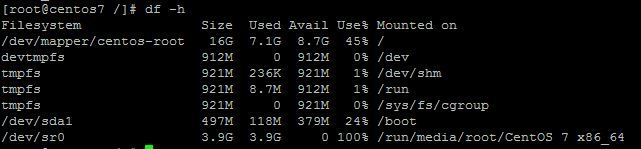 [root@centos7 /]# df -h
Filesystem Size Used Avail Use% Mounted on
/dev/mapper/centos-root 16G 7.1G 8.7G 45% /
devtmpfs 912M 0 912M 0% /dev
tmpfs 921M 236K 921M 1% /dev/shm
tmpfs 921M 8.7M 912M 1% /run
tmpfs 921M 0 921M 0% /sys/fs/cgroup
/dev/sda1 497M 118M 379M 24% /boot
/dev/sr0 3.9G 3.9G 0 100% /run/media/root/CentOS 7 x86_64